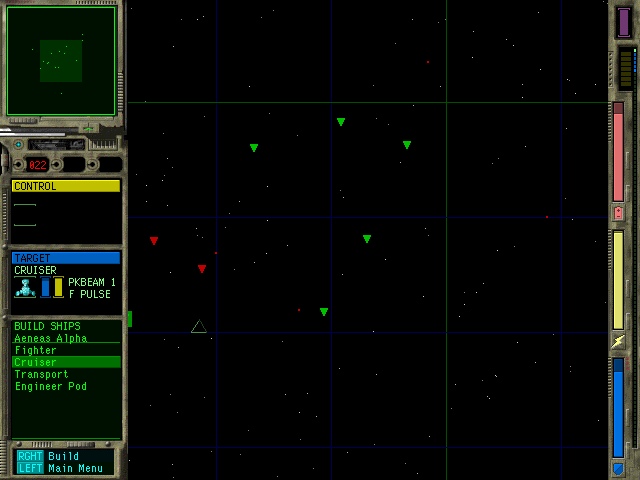 022
CONTROL
TARGET
CRUISER
PKBEAM 1
F PULSE
BUILD SHIPS
Aeneas Alpha
Fighter
Cruiser
Transport
Engineer Pod
RGHT Build
LEFT Main Menu